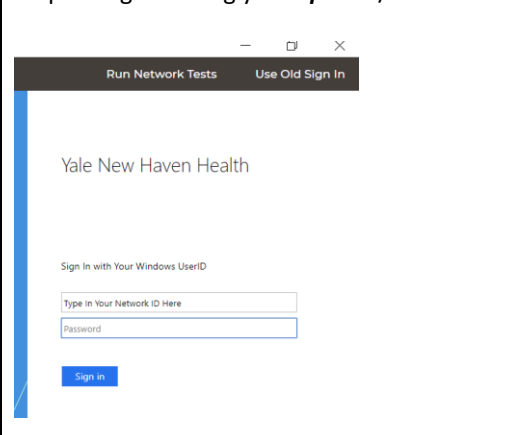 Run Network Tests Use Old Sign In
Yale New Haven Health
Sign In with Your Windows UserID
Type In Your Network ID Here
Password
Sign in